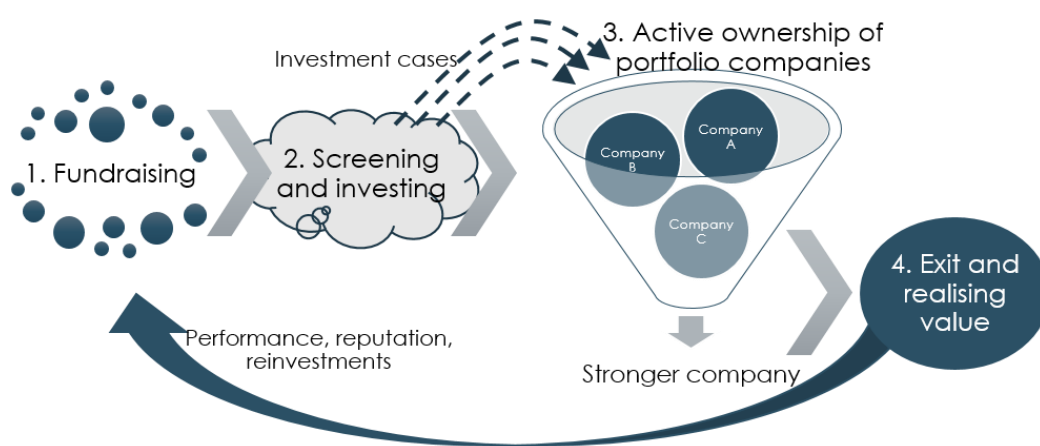 Investment cases
3. Active ownership of
portfolio companies
1. Fundraising
2. Screening
and investing
Company
A
Company
B
Company
C
4. Exit and
realising
value
Performance, reputation,
reinvestments
Stronger company